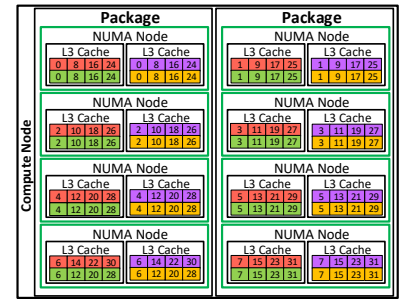 Compute Node
Package Package
NUMA Node NUMA Node
L3 Cache L3 Cache L3 Cache L3 Cache
0 8 16 24 0 8 16 24 1 9 17 25 1 9 17 25
0 8 16 24 0 8 16 24 1 9 17 25 1 9 17 25
NUMA Node NUMA Node
L3 Cache L3 Cache L3 Cache L3 Cache
2 10 18 26 2 10 18 26 3 11 19 27 3 11 19 27
2 10 18 26 2 10 18 26 3 11 19 27 3 11 19 27
NUMA Node NUMA Node
L3 Cache L3 Cache L3 Cache L3 Cache
4 12 20 28 4 12 20 28 5 13 21 29 5 13 21 29
4 12 20 28 4 12 20 28 5 13 21 29 5 13 21 29
NUMA Node NUMA Node
L3 Cache L3 Cache L3 Cache L3 Cache
6 14 22 30 6 14 22 30 7 15 23 31 7 15 23 31
6 12 20 28 6 12 20 28 7 15 23 31 7 15 23 31